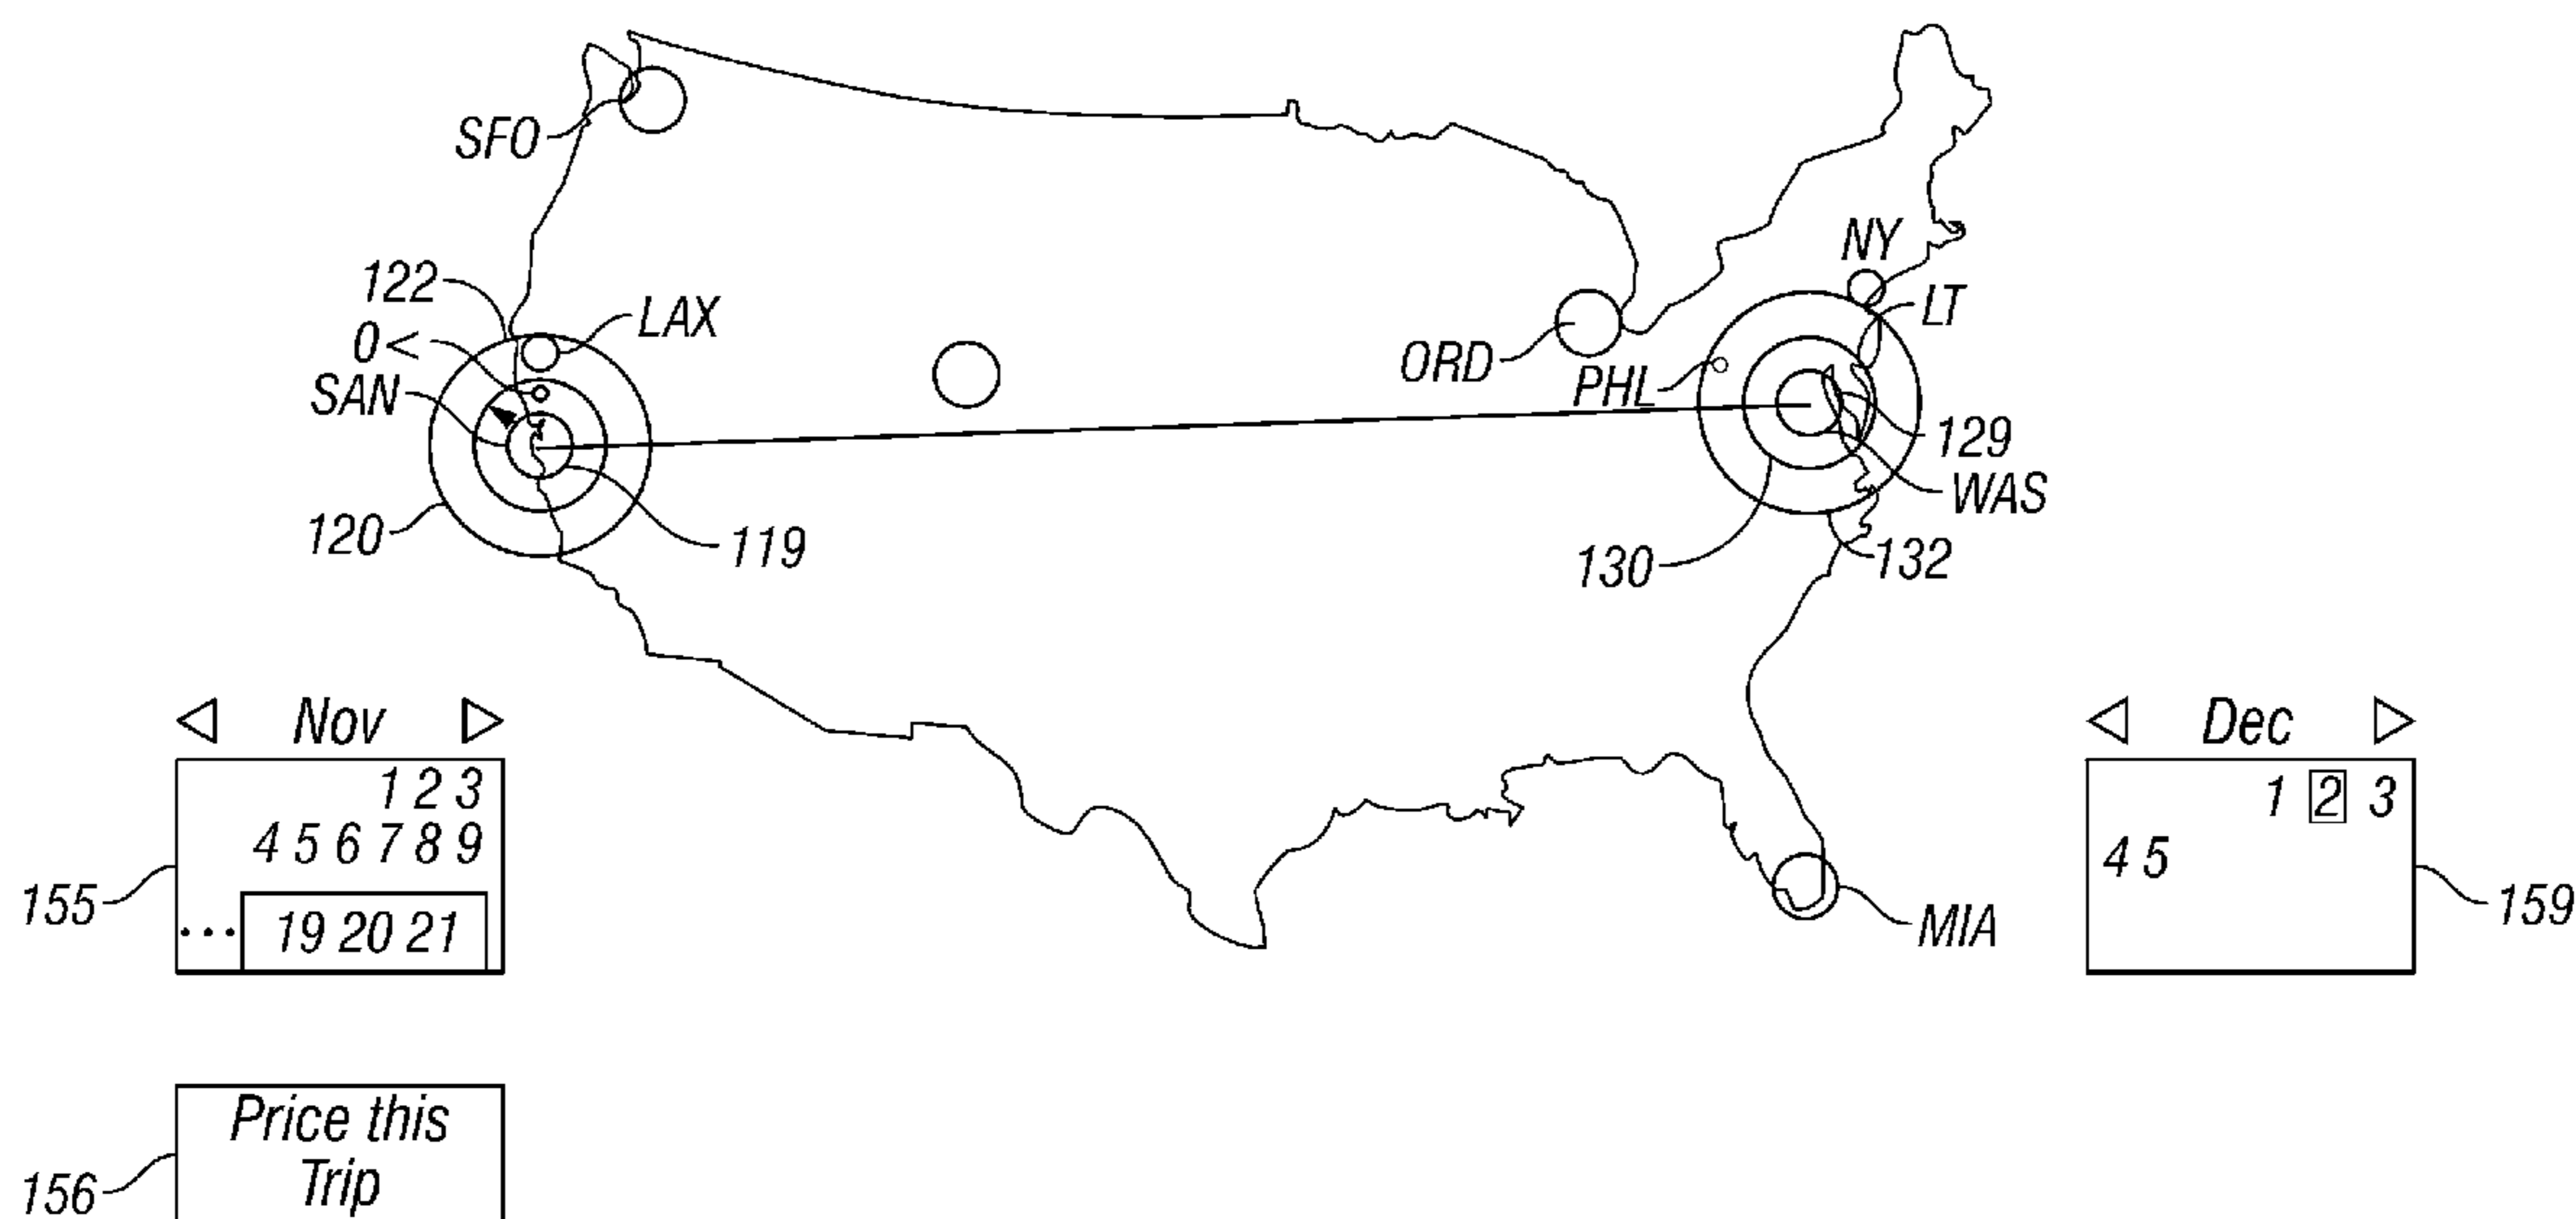 SFO
NY
122
LAX
LT
0<
ORD
PHL
SAN
129
WAS
120
119
130
132
Nov
1 2 3
4 5 6 7 8 9
... 19 20 21
155
Dec
1 2 3
4 5
159
MIA
Price this
Trip
156